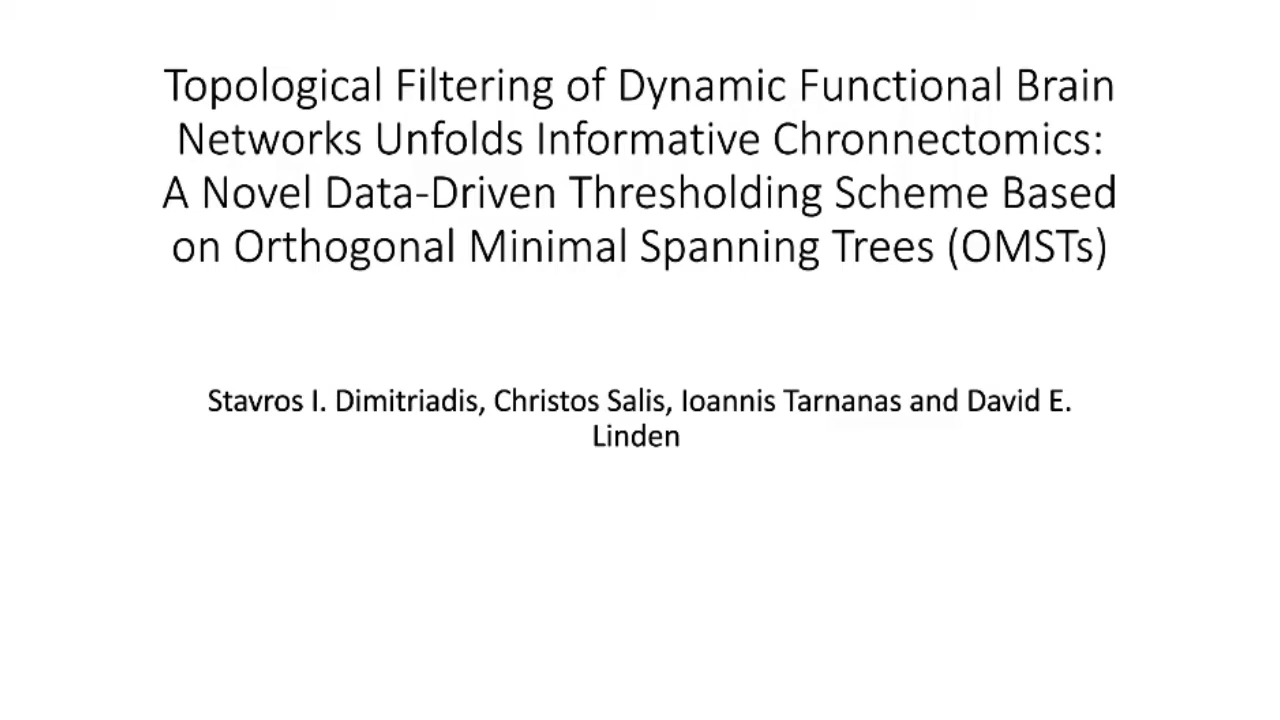 Topological Filtering of Dynamic Functional Brain
Networks Unfolds Informative Chronnectomics:
A Novel Data-Driven Thresholding Scheme Based
on Orthogonal Minimal Spanning Trees (OMSTs)
Stavros I. Dimitriadis, Christos Salis, Ioannis Tarnanas and David E.
Linden